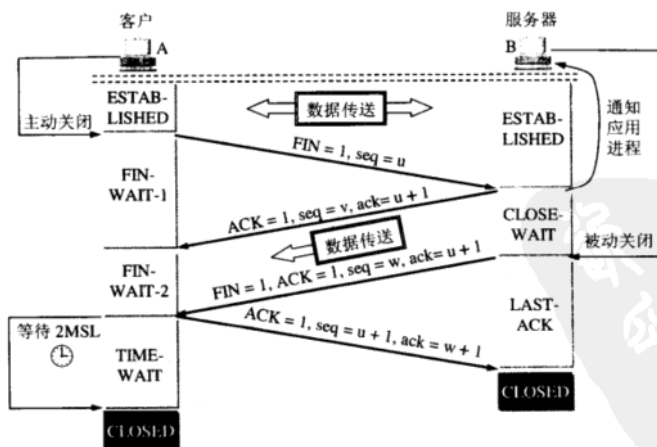 客户
服务器
A
B
ESTAB-
LISHED
数据传送
ESTAB-
LISHED
通知
应用
进程
主动关闭
FIN = 1, seq = u
FIN-
WAIT-1
ACK = 1, seq = v, ack= u + 1
CLOSE-
WAIT
数据传送
被动关闭
FIN-
WAIT-2
FIN = 1, ACK = 1, seq = w, ack= u + 1
等待 2MSL
ACK = 1, seq = u + 1, ack = w + 1
LAST-
ACK
TIME-
WAIT
CLOSED
CLOSED